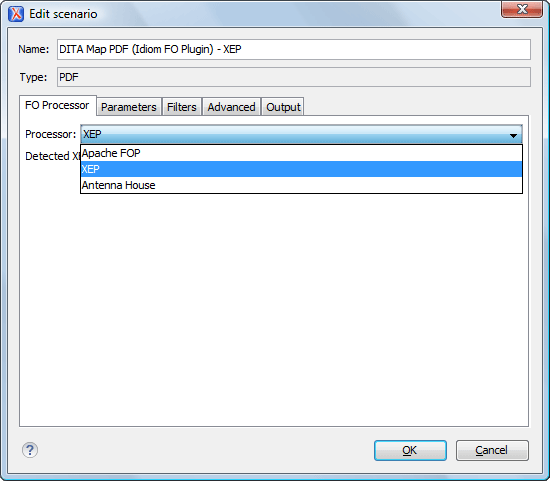 Edit scenario
Name: DITA Map PDF (Idiom FO Plugin) - XEP
Type: PDF
FO Processor Parameters Filters Advanced Output
Processor: XEP
Apache FOP
Detected
XEP
Antenna House
? OK Cancel